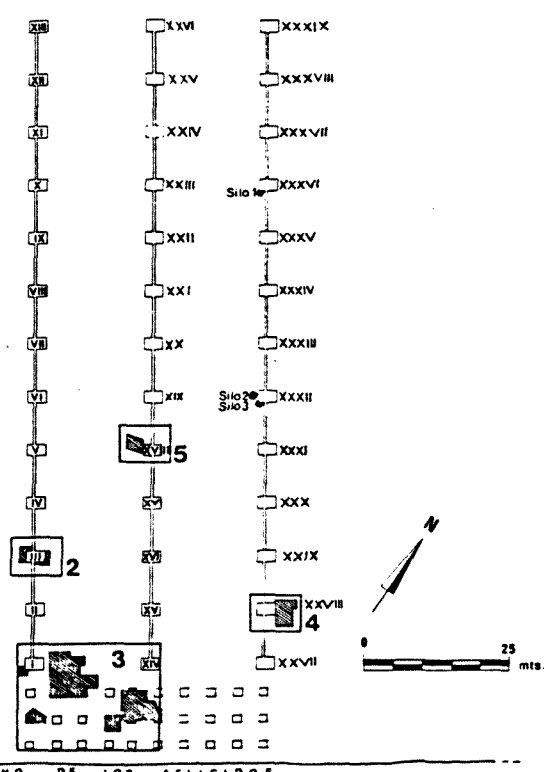 XIII XXVI XXXIX
XII XXV XXXVIII
XI XXIV XXXVII
X XXIII XXXVI
Silo 1
IX XXII XXXV
VIII XXI XXXIV
VII XX XXXIII
VI XIX Silo 2 XXXII
Silo 3
V XVIII 5 XXXI
IV XXX
N
III 2 XVI XXIX
II XV XXVIII
4
3
0 25
I XIV XXVII
mts.